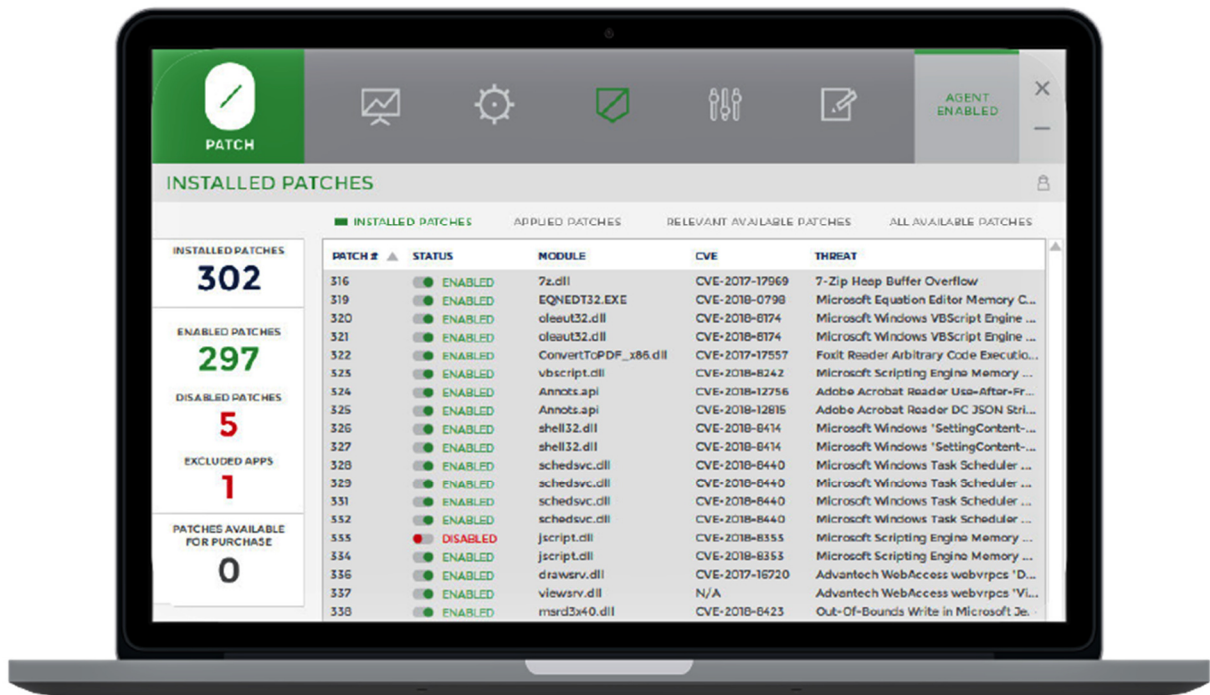 PATCH
AGENT
ENABLED
INSTALLED PATCHES
INSTALLED PATCHES APPLIED PATCHES RELEVANT AVAILABLE PATCHES ALL AVAILABLE PATCHES
INSTALLED PATCHES
302
ENABLED PATCHES
297
DISABLED PATCHES
5
EXCLUDED APPS
1
PATCHES AVAILABLE
FOR PURCHASE
0
PATCH # STATUS MODULE CVE THREAT
316 ENABLED 7z.dll CVE-2017-17969 7-Zip Heap Buffer Overflow
319 ENABLED EQNEDT32.EXE CVE-2018-0798 Microsoft Equation Editor Memory C...
320 ENABLED oleaut32.dll CVE-2018-8174 Microsoft Windows VBScript Engine ...
321 ENABLED oleaut32.dll CVE-2018-8174 Microsoft Windows VBScript Engine ...
322 ENABLED ConvertToPDF_x86.dll CVE-2017-17557 Foxit Reader Arbitrary Code Executio...
323 ENABLED vbscript.dll CVE-2018-8242 Microsoft Scripting Engine Memory ...
324 ENABLED Annots.api CVE-2018-12756 Adobe Acrobat Reader Use-After-Fr...
325 ENABLED Annots.api CVE-2018-12815 Adobe Acrobat Reader DC JSON Stri...
326 ENABLED shell32.dll CVE-2018-8414 Microsoft Windows "SettingContent-...
327 ENABLED shell32.dll CVE-2018-8414 Microsoft Windows "SettingContent-...
328 ENABLED schedsvc.dll CVE-2018-8440 Microsoft Windows Task Scheduler ...
329 ENABLED schedsvc.dll CVE-2018-8440 Microsoft Windows Task Scheduler ...
331 ENABLED schedsvc.dll CVE-2018-8440 Microsoft Windows Task Scheduler ...
332 ENABLED schedsvc.dll CVE-2018-8440 Microsoft Windows Task Scheduler ...
333 DISABLED jscript.dll CVE-2018-8353 Microsoft Scripting Engine Memory ...
334 ENABLED jscript.dll CVE-2018-8353 Microsoft Scripting Engine Memory ...
336 ENABLED drawsrv.dll CVE-2017-16720 Advantech WebAccess webvrpcs "D...
337 ENABLED viewsrv.dll N/A Advantech WebAccess webvrpcs "Vi...
338 ENABLED msrd3x40.dll CVE-2018-8423 Out-Of-Bounds Write in Microsoft Je.